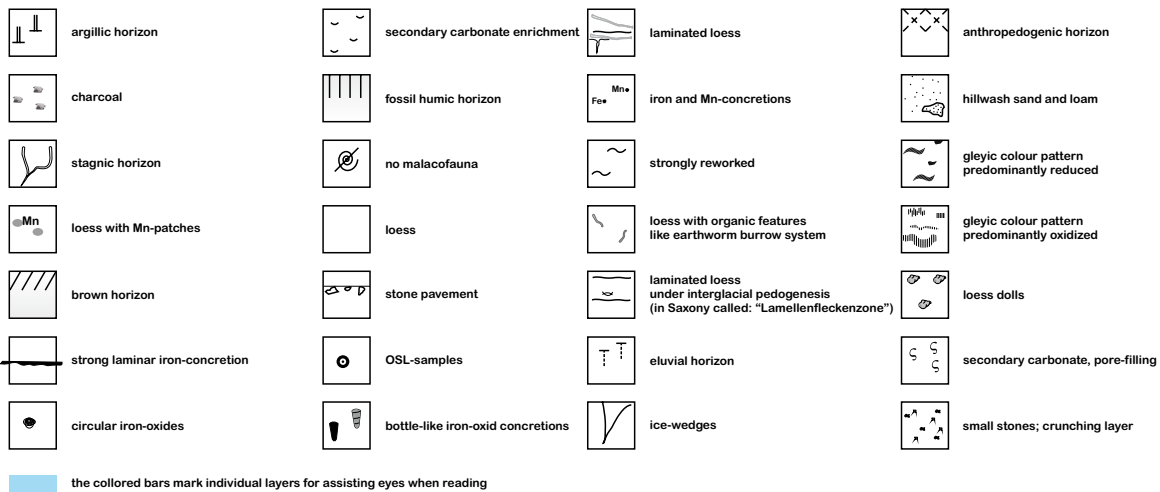 argillic horizon
secondary carbonate enrichment
laminated loess
anthropedogenic horizon
charcoal
fossil humic horizon
Mn
Fe
iron and Mn-concretions
hillwash sand and loam
stagnic horizon
no malacofauna
strongly reworked
gleyic colour pattern
predominantly reduced
Mn
loess with Mn-patches
loess
loess with organic features
like earthworm burrow system
gleyic colour pattern
predominantly oxidized
brown horizon
stone pavement
laminated loess
under interglacial pedogenesis
(in Saxony called: “Lamellenfleckenzone”)
loess dolls
strong laminar iron-concretion
OSL-samples
eluvial horizon
secondary carbonate, pore-filling
circular iron-oxides
bottle-like iron-oxid concretions
ice-wedges
small stones; crunching layer
the collored bars mark individual layers for assisting eyes when reading